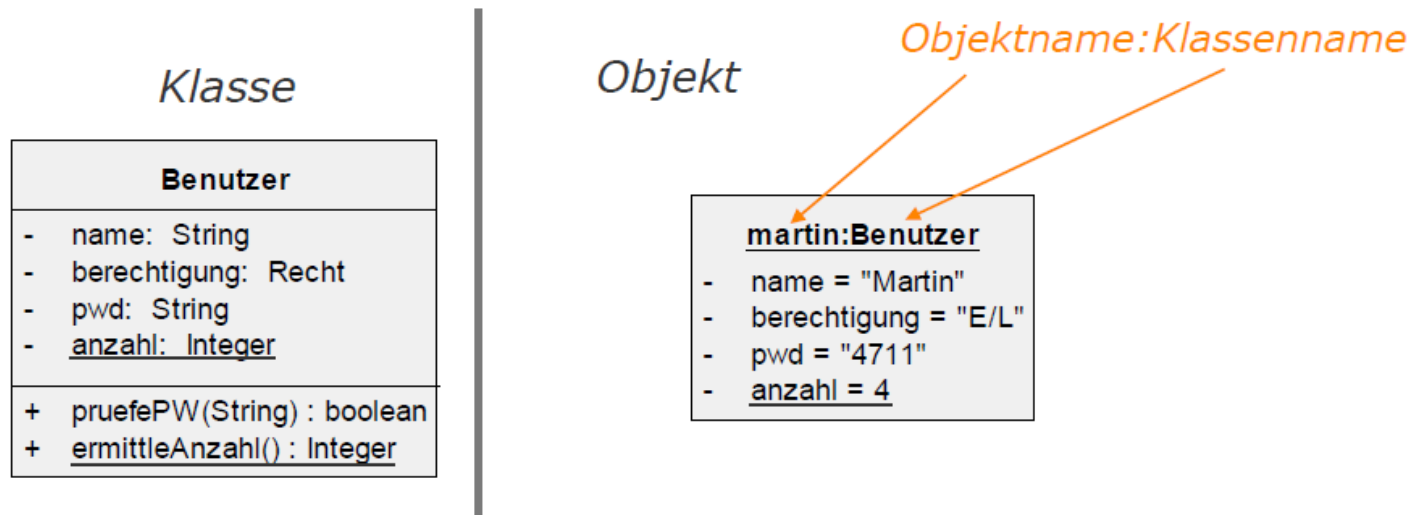 Klasse
Benutzer
- name: String
- berechtigung: Recht
- pwd: String
- anzahl: Integer
+ pruefePW(String) : boolean
+ ermittleAnzahl() : Integer
Objekt
Objektname:Klassenname
martin:Benutzer
- name = "Martin"
- berechtigung = "E/L"
- pwd = "4711"
- anzahl = 4